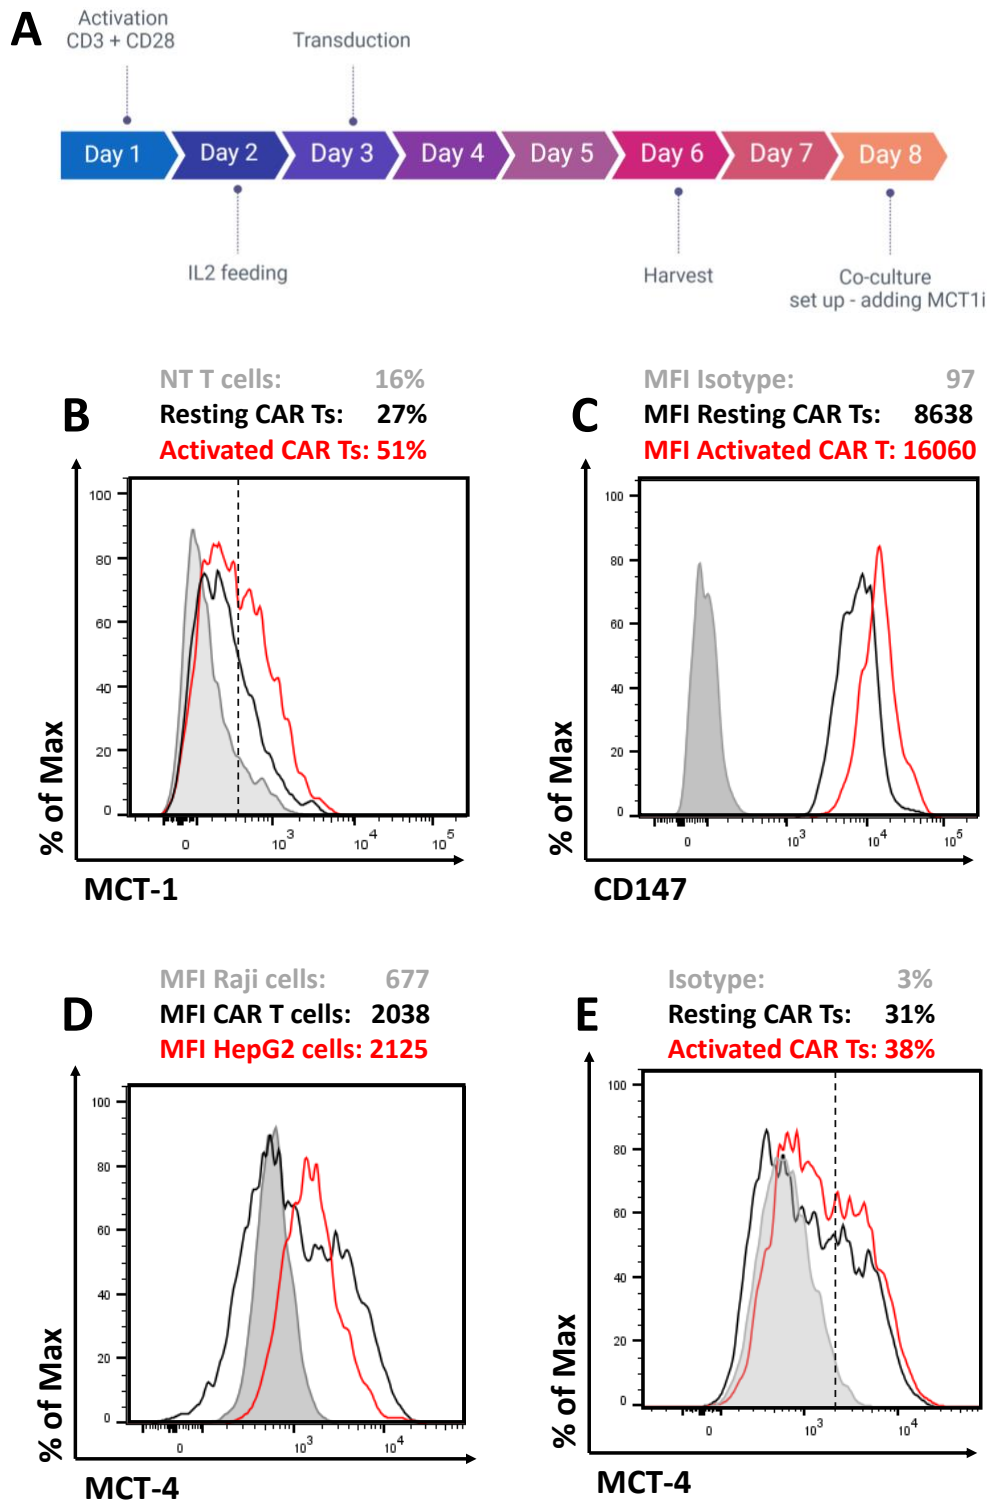 A
Activation
CD3 + CD28
Transduction
Day 1 Day 2 Day 3 Day 4 Day 5 Day 6 Day 7 Day 8
IL2 feeding
Harvest
Co-culture
set up - adding MCT1i
B
NT T cells: 16%
Resting CAR Ts: 27%
Activated CAR Ts: 51%
100
80
60
40
20
0
0 10³ 10⁴ 10⁵
% of Max
MCT-1
C
MFI Isotype: 97
MFI Resting CAR Ts: 8638
MFI Activated CAR T: 16060
100
80
60
40
20
0
0 10³ 10⁴ 10⁵
% of Max
CD147
D
MFI Raji cells: 677
MFI CAR T cells: 2038
MFI HepG2 cells: 2125
100
80
60
40
20
0
0 10³ 10⁴
% of Max
MCT-4
E
Isotype: 3%
Resting CAR Ts: 31%
Activated CAR Ts: 38%
100
80
60
40
20
0
0 10³ 10⁴
% of Max
MCT-4